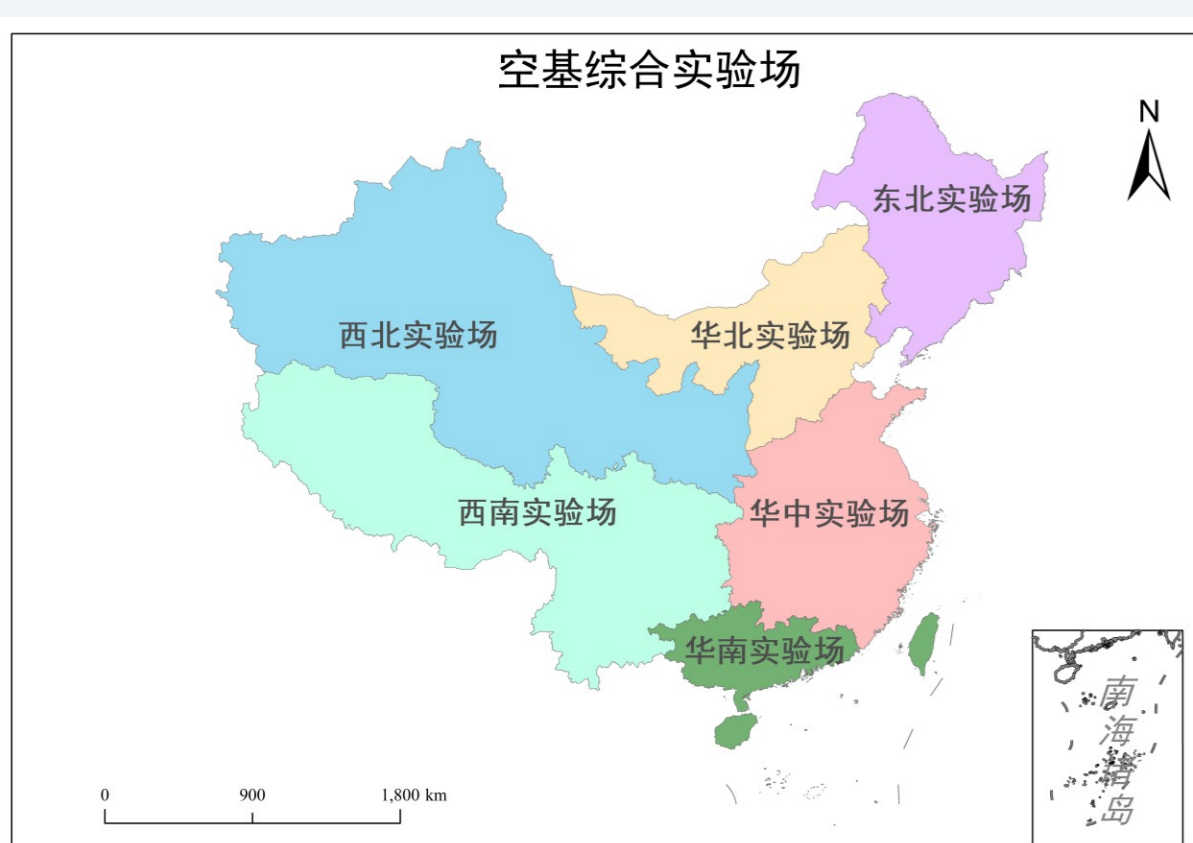 空基综合实验场
N
东北实验场
西北实验场
华北实验场
西南实验场
华中实验场
华南实验场
南
海
诸
岛
0 900 1,800 km